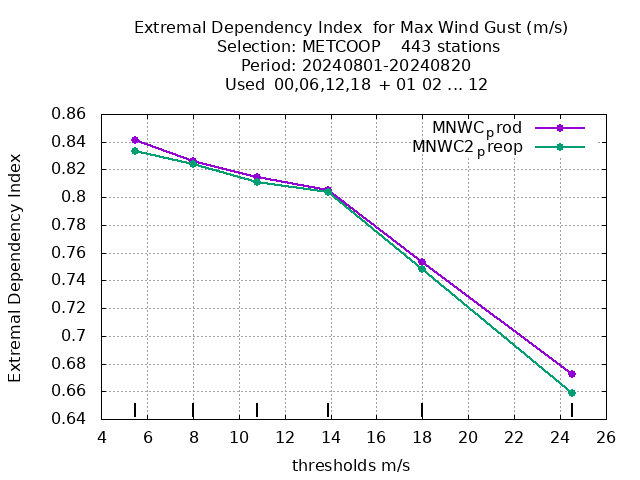 Extremal Dependency Index  for Max Wind Gust (m/s)
Selection: METCOOP    443 stations
Period: 20240801-20240820
Used  00,06,12,18  + 01 02 ... 12
MNWCprod
MNWC2preop
Extremal Dependency Index
0.86
0.84
0.82
0.8
0.78
0.76
0.74
0.72
0.7
0.68
0.66
0.64
4 6 8 10 12 14 16 18 20 22 24 26
thresholds m/s